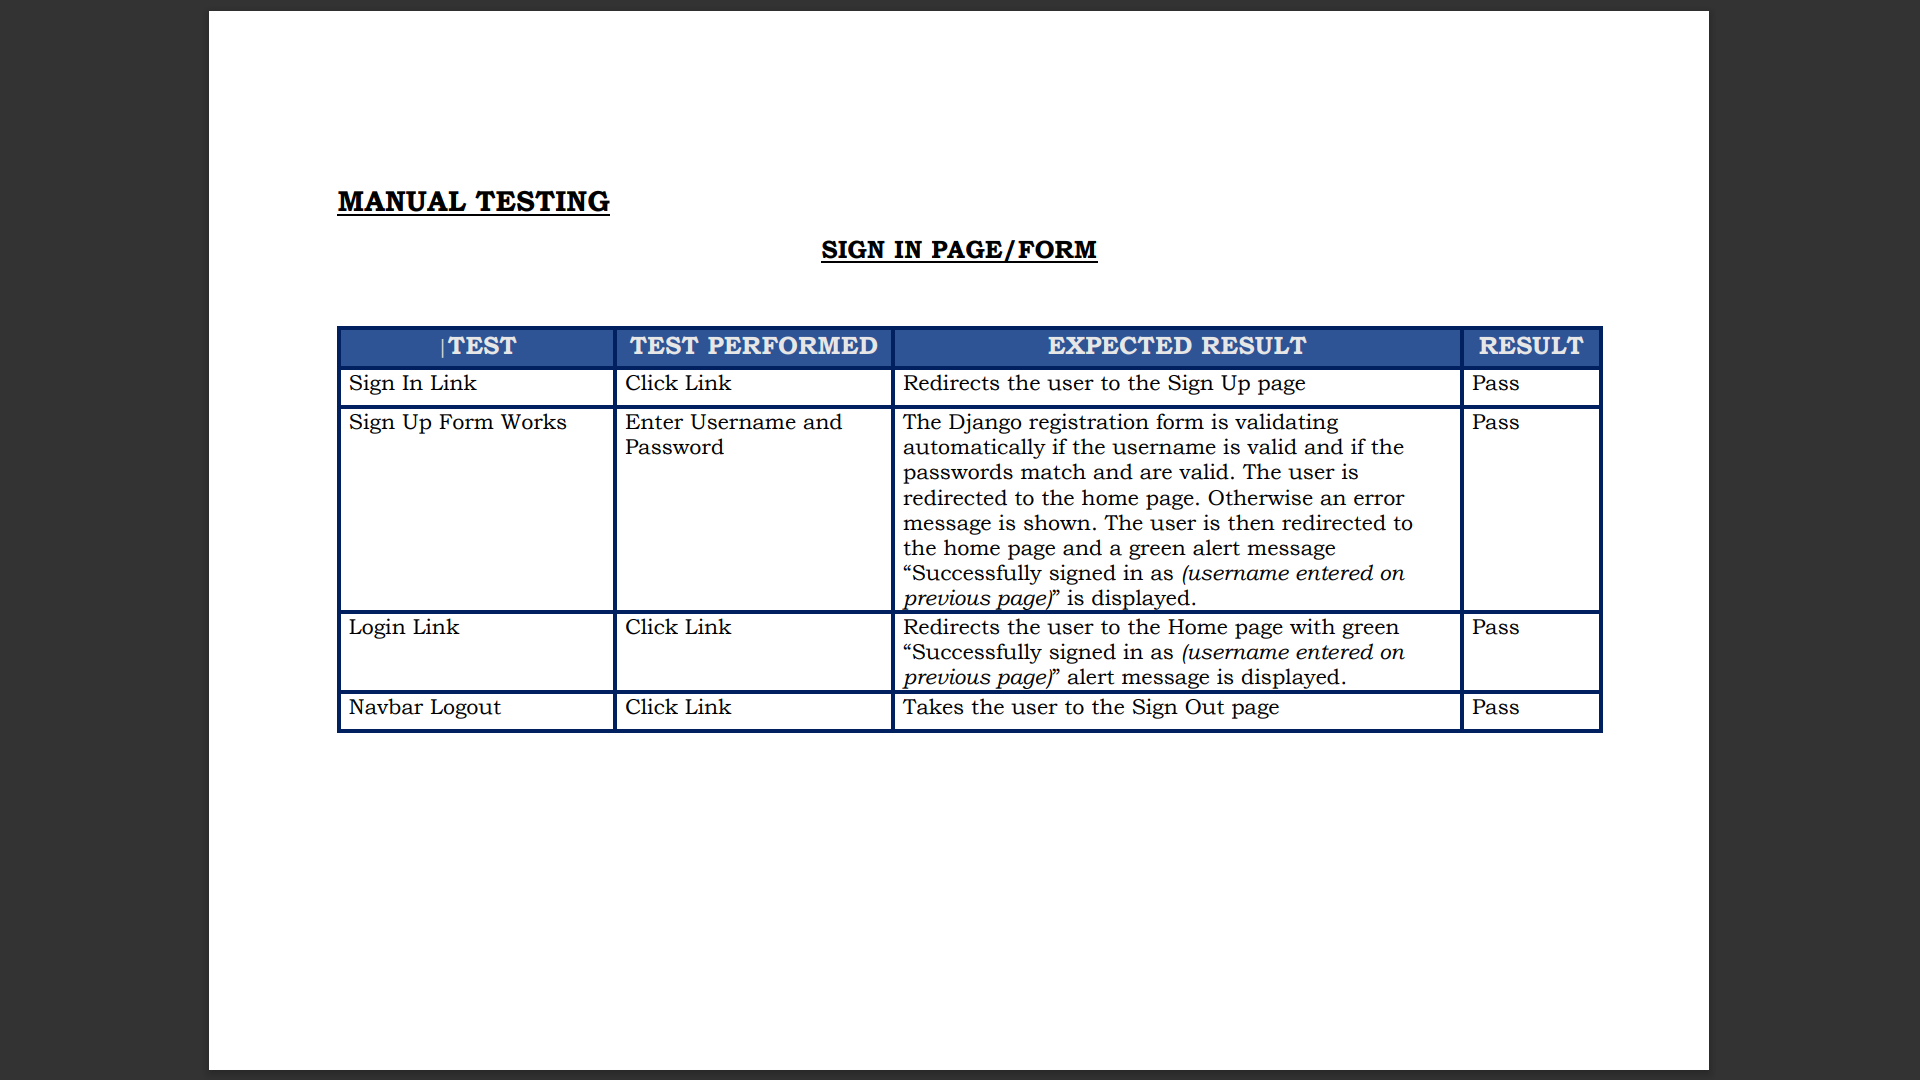 MANUAL TESTING
SIGN IN PAGE/FORM
TEST TEST PERFORMED EXPECTED RESULT RESULT
Sign In Link Click Link Redirects the user to the Sign Up page Pass
Sign Up Form Works Enter Username and The Django registration form is validating Pass
Password automatically if the username is valid and if the
passwords match and are valid. The user is
redirected to the home page. Otherwise an error
message is shown. The user is then redirected to
the home page and a green alert message
“Successfully signed in as (username entered on
previous page)” is displayed.
Login Link Click Link Redirects the user to the Home page with green Pass
“Successfully signed in as (username entered on
previous page)” alert message is displayed.
Navbar Logout Click Link Takes the user to the Sign Out page Pass